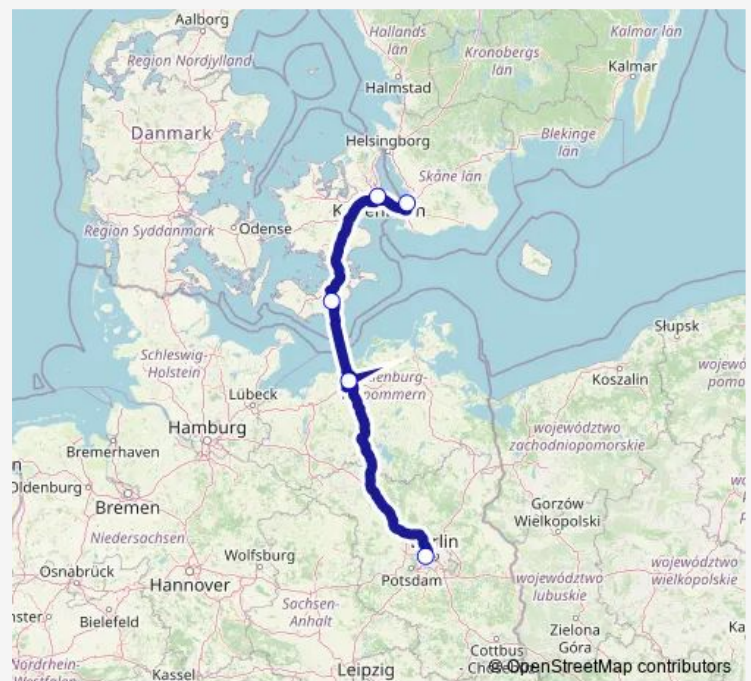 Aalborg
Region Nordjylland
Hallands
län
Kronobergs
län
Kalmar län
Kalmar
Halmstad
Danmark
Helsingborg
Blekinge
län
Skåne län
Region Syddanmark
Odense
Słupsk
Schleswig-
Holstein
Koszalin
Lübeck
Hamburg
województwo
zachodniopomorskie
Bremerhaven
Bremen
Gorzów
Wielkopolski
Niedersachsen
Wolfsburg
Osnabrück
Hannover
Potsdam
województwo
lubuskie
województwo
wielkopolskie
Sachsen-
Anhalt
Bielefeld
Zielona
Góra
Cottbus
Kassel
Leipzig
© OpenStreetMap contributors